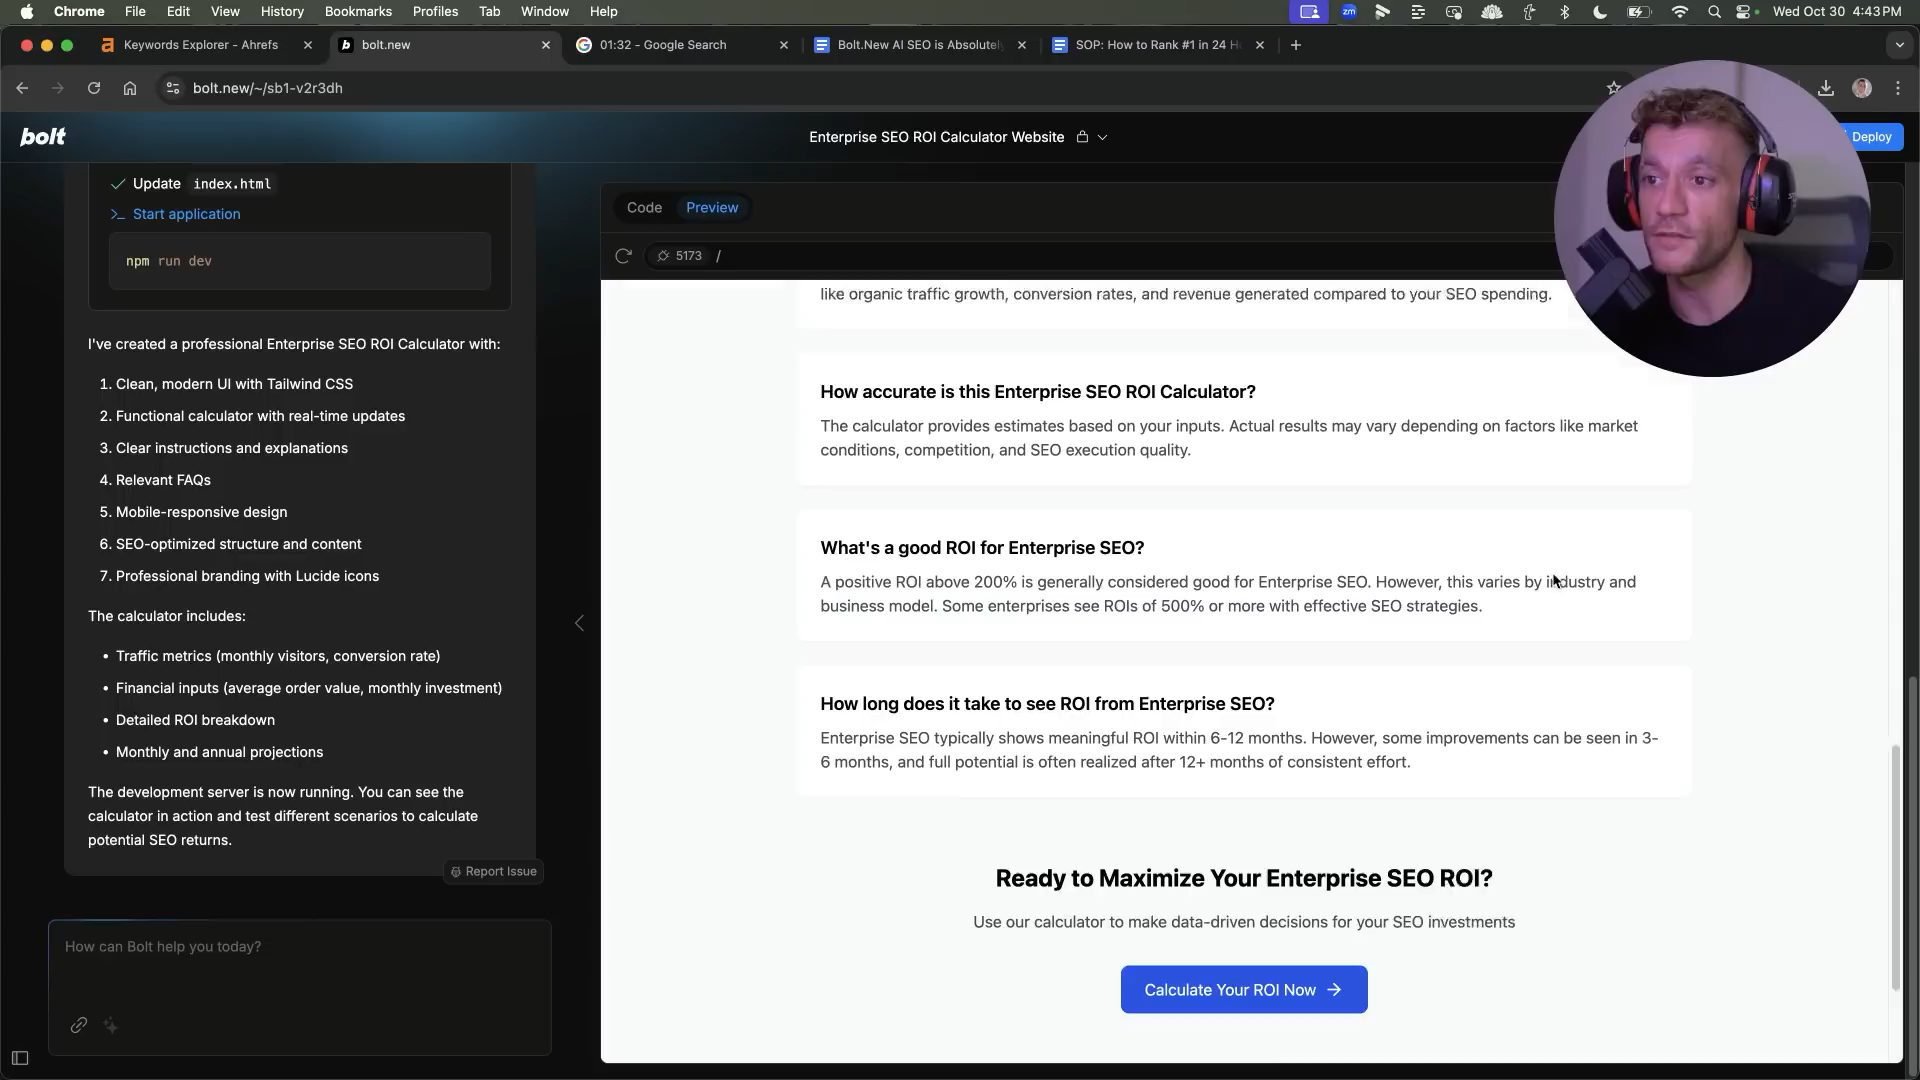 Chrome File Edit View History Bookmarks Profiles Tab Window Help
zm
Wed Oct 30 4:43 PM
Keywords Explorer - Ahrefs
bolt.new
01:32 - Google Search
Bolt.New AI SEO is Absolutely
SOP: How to Rank #1 in 24 H
bolt.new/~/sb1-v2r3dh
bolt
Enterprise SEO ROI Calculator Website
Deploy
Update index.html
Start application
npm run dev
I've created a professional Enterprise SEO ROI Calculator with:
1. Clean, modern UI with Tailwind CSS
2. Functional calculator with real-time updates
3. Clear instructions and explanations
4. Relevant FAQs
5. Mobile-responsive design
6. SEO-optimized structure and content
7. Professional branding with Lucide icons
The calculator includes:
• Traffic metrics (monthly visitors, conversion rate)
• Financial inputs (average order value, monthly investment)
• Detailed ROI breakdown
• Monthly and annual projections
The development server is now running. You can see the
calculator in action and test different scenarios to calculate
potential SEO returns.
Report Issue
How can Bolt help you today?
Code Preview
5173 /
like organic traffic growth, conversion rates, and revenue generated compared to your SEO spending.
How accurate is this Enterprise SEO ROI Calculator?
The calculator provides estimates based on your inputs. Actual results may vary depending on factors like market
conditions, competition, and SEO execution quality.
What's a good ROI for Enterprise SEO?
A positive ROI above 200% is generally considered good for Enterprise SEO. However, this varies by industry and
business model. Some enterprises see ROIs of 500% or more with effective SEO strategies.
How long does it take to see ROI from Enterprise SEO?
Enterprise SEO typically shows meaningful ROI within 6-12 months. However, some improvements can be seen in 3-
6 months, and full potential is often realized after 12+ months of consistent effort.
Ready to Maximize Your Enterprise SEO ROI?
Use our calculator to make data-driven decisions for your SEO investments
Calculate Your ROI Now